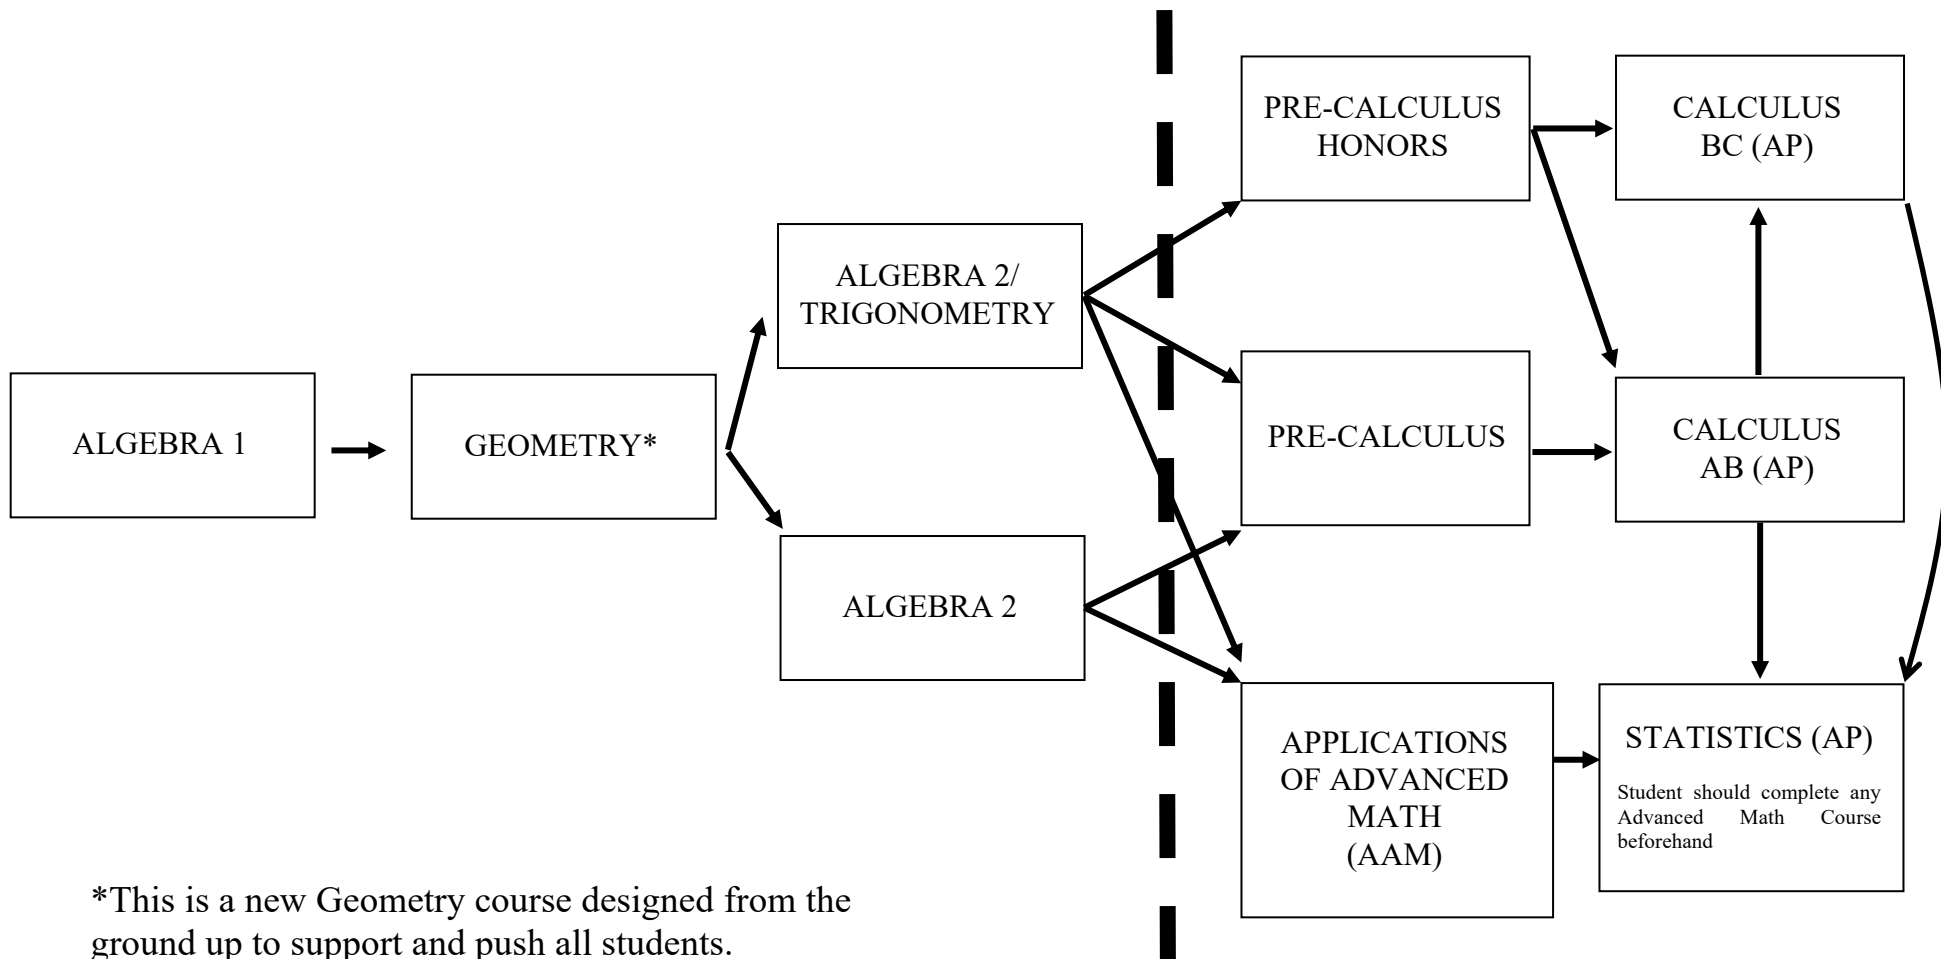 PRE-CALCULUS
HONORS
CALCULUS
BC (AP)
ALGEBRA 2/
TRIGONOMETRY
ALGEBRA 1
GEOMETRY*
PRE-CALCULUS
CALCULUS
AB (AP)
ALGEBRA 2
APPLICATIONS
OF ADVANCED
MATH
(AAM)
STATISTICS (AP)
Student should complete any
Advanced Math Course
beforehand
*This is a new Geometry course designed from the
ground up to support and push all students.